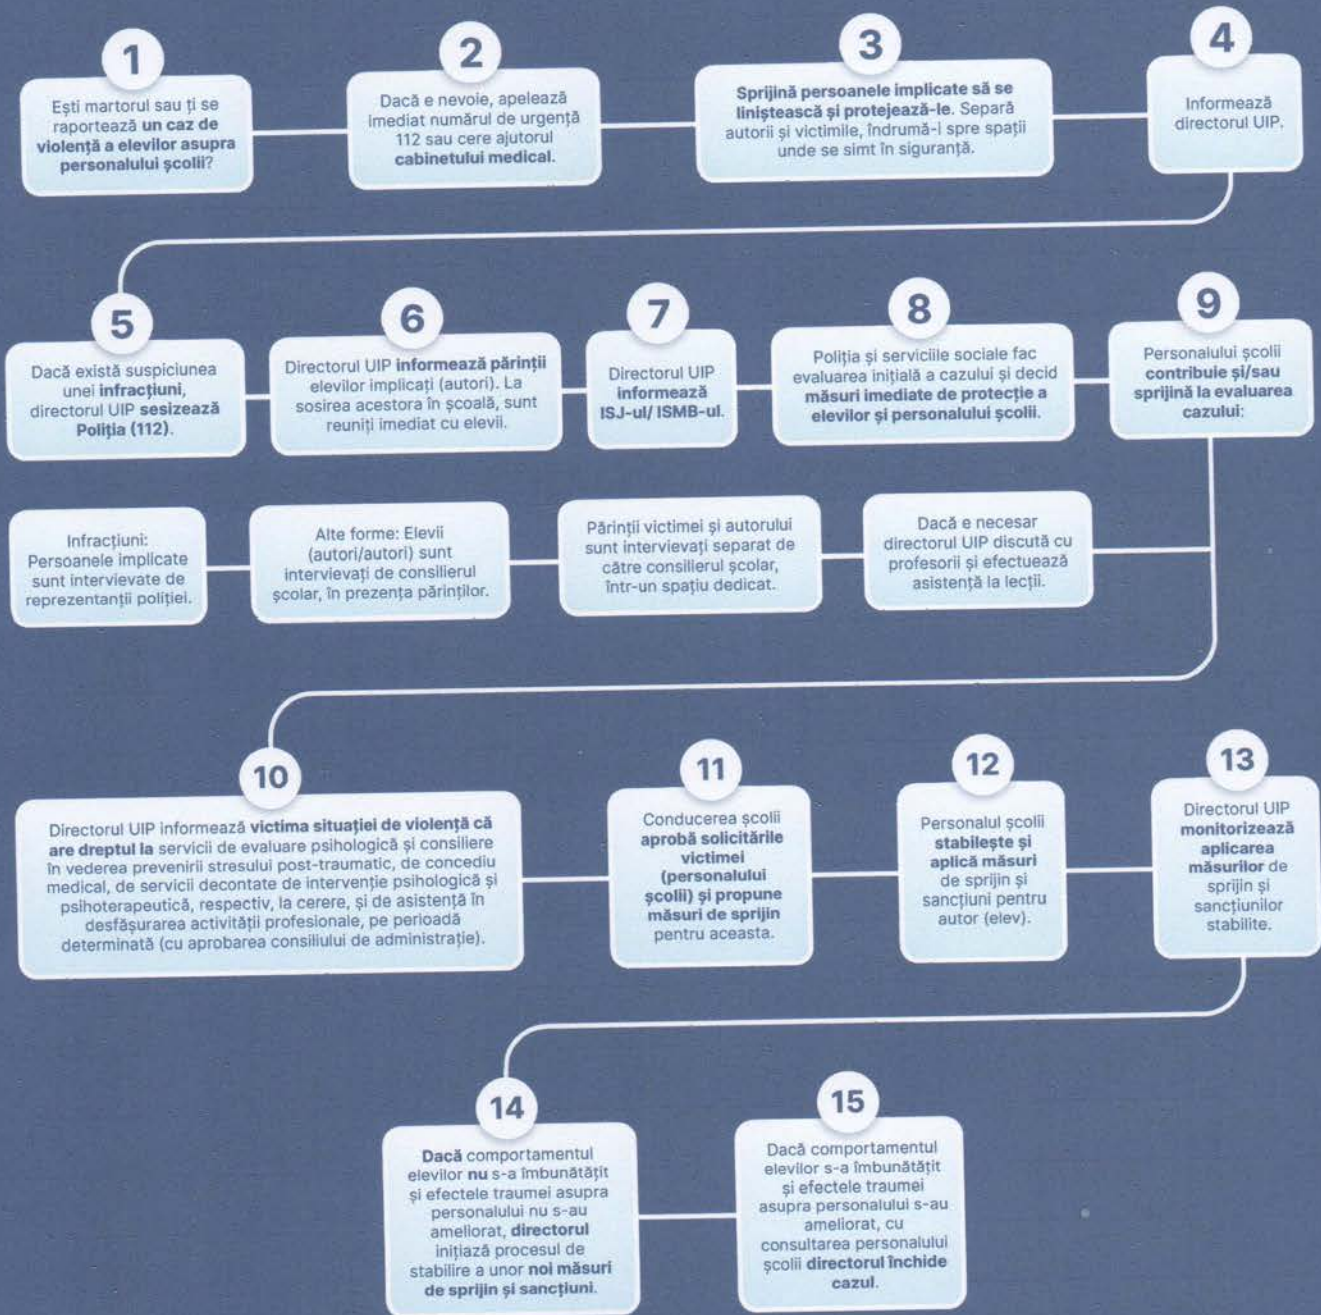 1
Ești martorul sau ți se
raportează un caz de
violență a elevilor asupra
personalului școlii?
2
Dacă e nevoie, apelează
imediat numărul de urgență
112 sau cere ajutorul
cabinetului medical.
3
Sprijină persoanele implicate să se
liniștească și protejează-le. Separă
autorii și victimile, îndrumă-i spre spații
unde se simt în siguranță.
4
Informează
directorul UIP.
5
Dacă există suspiciunea
unei infracțiuni,
directorul UIP sesizează
Poliția (112).
6
Directorul UIP informează părinții
elevilor implicați (autori). La
sosirea acestora în școală, sunt
reuniți imediat cu elevii.
7
Directorul UIP
informează
ISJ-ul/ ISMB-ul.
8
Poliția și serviciile sociale fac
evaluarea inițială a cazului și decid
măsuri imediate de protecție a
elevilor și personalului școlii.
9
Personalului școlii
contribuie și/sau
sprijină la evaluarea
cazului:
Infracțiuni:
Persoanele implicate
sunt intervievate de
reprezentanții poliției.
Alte forme: Elevii
(autori/autori) sunt
intervievați de consilierul
școlar, în prezența părinților.
Părinții victimei și autorului
sunt intervievați separat de
către consilierul școlar,
într-un spațiu dedicat.
Dacă e necesar
directorul UIP discută cu
profesorii și efectuează
asistență la lecții.
10
Directorul UIP informează victima situației de violență că
are dreptul la servicii de evaluare psihologică și consiliere
în vederea prevenirii stresului post-traumatic, de concediu
medical, de servicii decontate de intervenție psihologică și
psihoterapeutică, respectiv, la cerere, și de asistență în
desfășurarea activității profesionale, pe perioadă
determinată (cu aprobarea consiliului de administrație).
11
Conducerea școlii
aprobă solicitările
victimei
(personalului
școlii) și propune
măsuri de sprijin
pentru aceasta.
12
Personalul școlii
stabilește și
aplică măsuri
de sprijin și
sancțiuni pentru
autor (elev).
13
Directorul UIP
monitorizează
aplicarea
măsurilor de
sprijin și
sancțiunilor
stabilite.
14
Dacă comportamentul
elevilor nu s-a îmbunătățit
și efectele traumei asupra
personalului nu s-au
ameliorat, directorul
inițiază procesul de
stabilire a unor noi măsuri
de sprijin și sancțiuni.
15
Dacă comportamentul
elevilor s-a îmbunătățit
și efectele traumei
asupra personalului s-au
ameliorat, cu
consultarea personalului
școlii directorul închide
cazul.